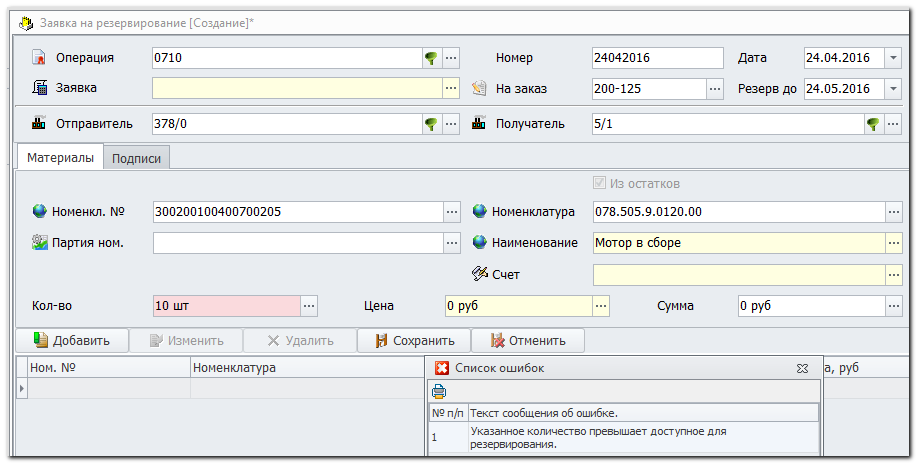 Заявка на резервирование [Создание]*
Операция 0710 ... Номер 24042016 Дата 24.04.2016
Заявка ... На заказ 200-125 ... Резерв до 24.05.2016
Отправитель 378/0 ... Получатель 5/1 ...
Материалы Подписи
Из остатков
Номенкл. № 300200100400700205 ... Номенклатура 078.505.9.0120.00 ...
Партия ном. ... Наименование Мотор в сборе ...
Счет ...
Кол-во 10 шт ... Цена 0 руб ... Сумма 0 руб ...
Добавить Изменить Удалить Сохранить Отменить
Ном. № Номенклатура а, руб
Список ошибок
№ п/п Текст сообщения об ошибке.
1 Указанное количество превышает доступное для
резервирования.